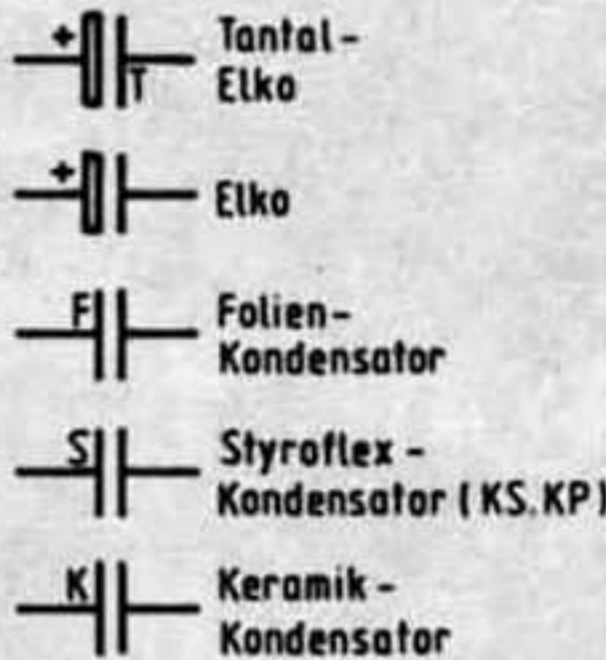 + T Tantal-
Elko
+ Elko
F Folien-
Kondensator
S Styroflex -
Kondensator (KS.KP)
K Keramik -
Kondensator